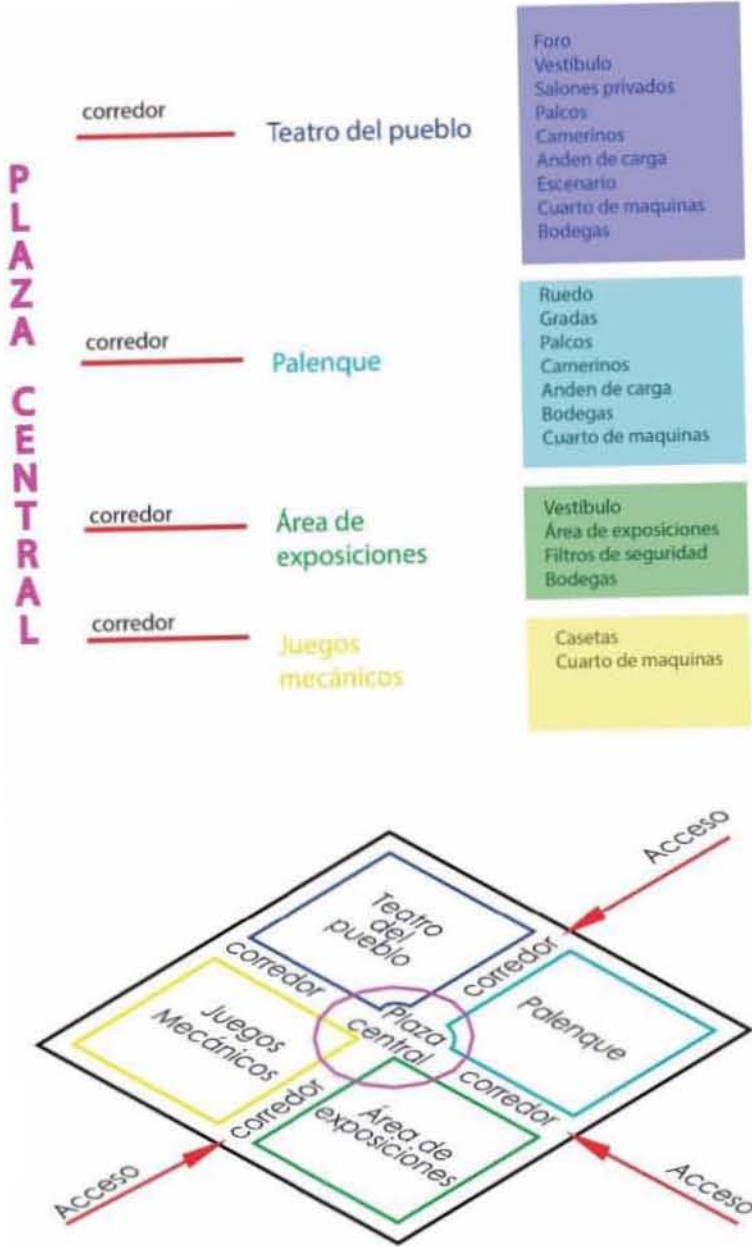 PLAZA CENTRAL
corredor
Teatro del pueblo
Foro
Vestíbulo
Salones privados
Palcos
Camerinos
Anden de carga
Escenario
Cuarto de maquinas
Bodegas
corredor
Palenque
Ruedo
Gradas
Palcos
Camerinos
Anden de carga
Bodegas
Cuarto de maquinas
corredor
Área de
exposiciones
Vestíbulo
Área de exposiciones
Filtros de seguridad
Bodegas
corredor
Juegos
mecánicos
Casetas
Cuarto de maquinas
Acceso
Teatro
del
pueblo
corredor
corredor
Juegos
Mecánicos
Plaza
central
Palenque
corredor
corredor
Área de
exposiciones
Acceso
Acceso